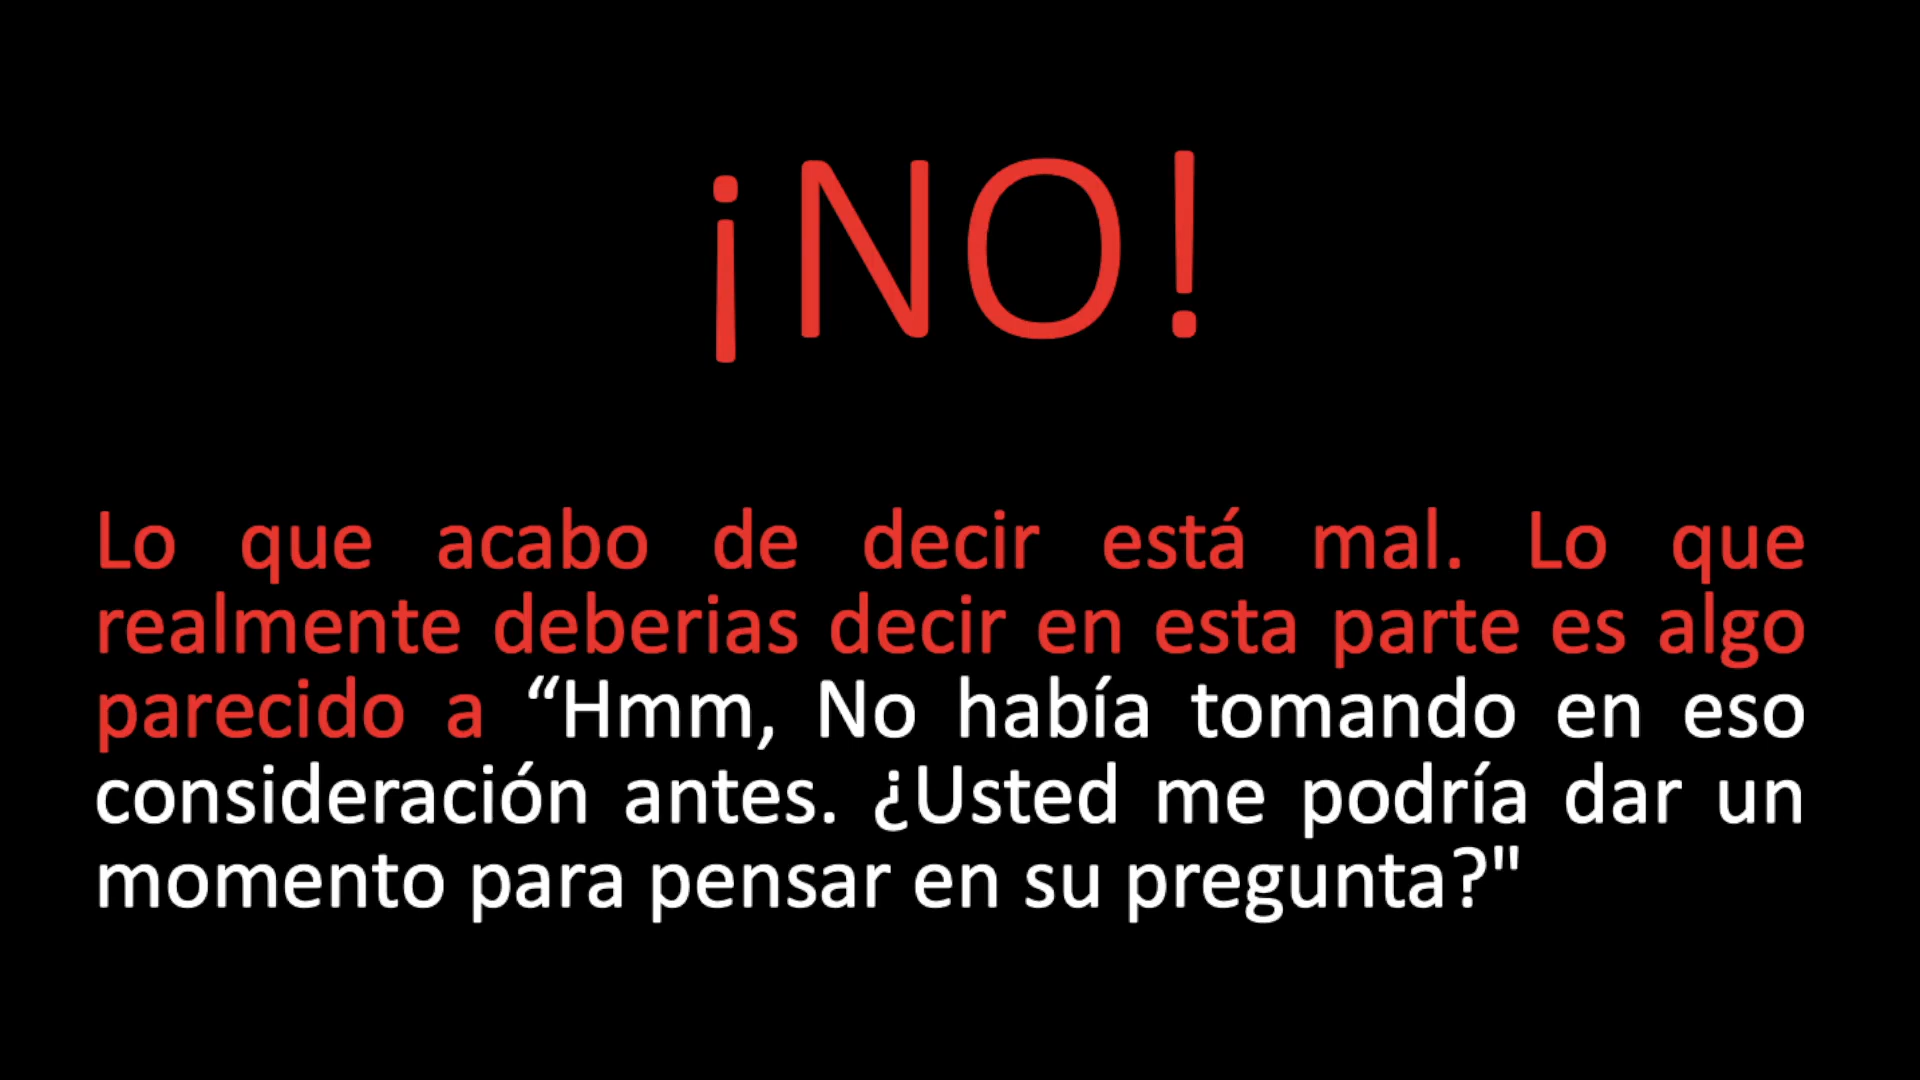 ¡NO!
Lo que acabo de decir está mal. Lo que
realmente deberias decir en esta parte es algo
parecido a “Hmm, No había tomando en eso
consideración antes. ¿Usted me podría dar un
momento para pensar en su pregunta?"